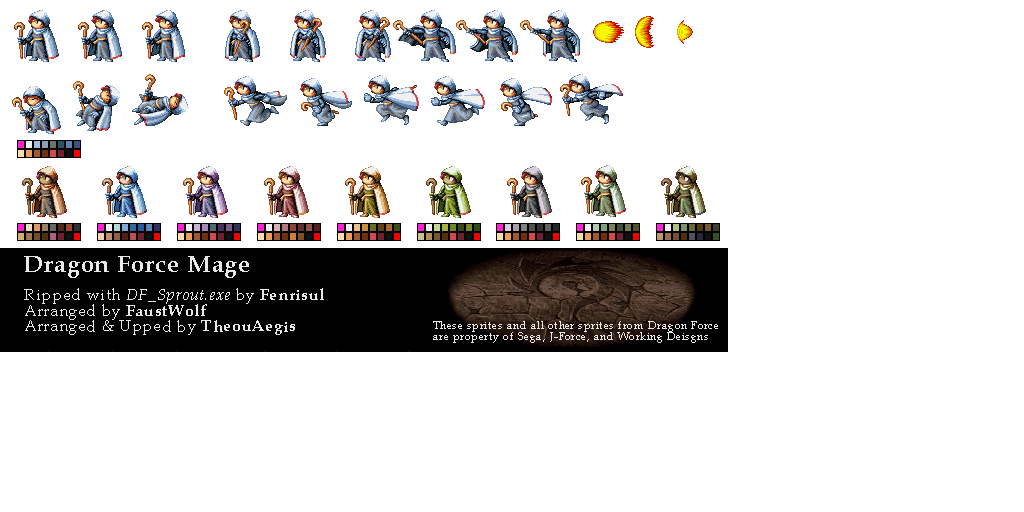 Dragon Force Mage
Ripped with DF_Sprout.exe by Fenrisul
Arranged by FaustWolf
Arranged & Upped by TheouAegis
These sprites and all other sprites from Dragon Force
are property of Sega, J-Force, and Working Deisgns